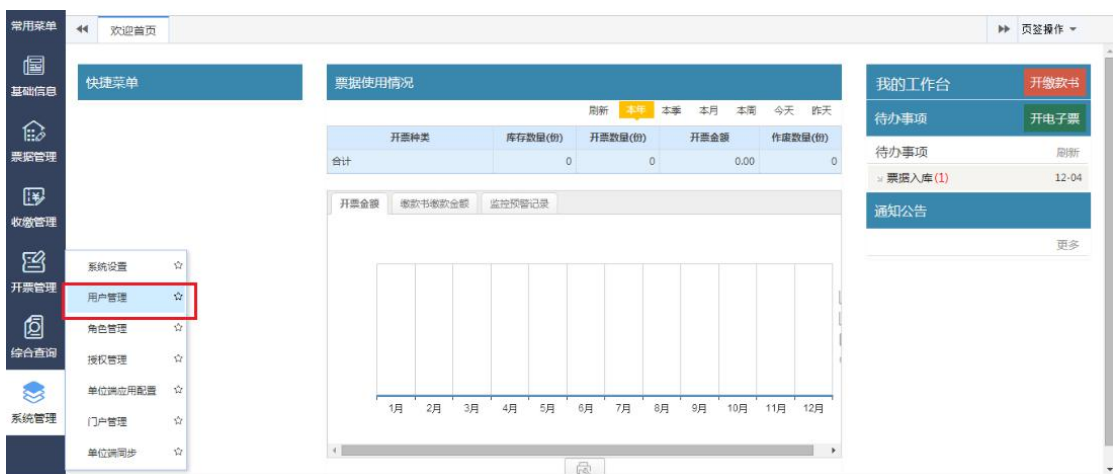 常用菜单
欢迎首页
页签操作
基础信息
票据管理
收缴管理
开票管理
综合查询
系统管理
快捷菜单
系统设置
用户管理
角色管理
授权管理
单位端应用配置
门户管理
单位端同步
票据使用情况
刷新 本年 本季 本月 本周 今天 昨天
开票种类 库存数量(份) 开票数量(份) 开票金额 作废数量(份)
合计 0 0 0.00 0
开票金额 缴款书缴款金额 监控预警记录
1月 2月 3月 4月 5月 6月 7月 8月 9月 10月 11月 12月
我的工作台 开缴款书
待办事项 开电子票
待办事项 刷新
票据入库(1) 12-04
通知公告
更多